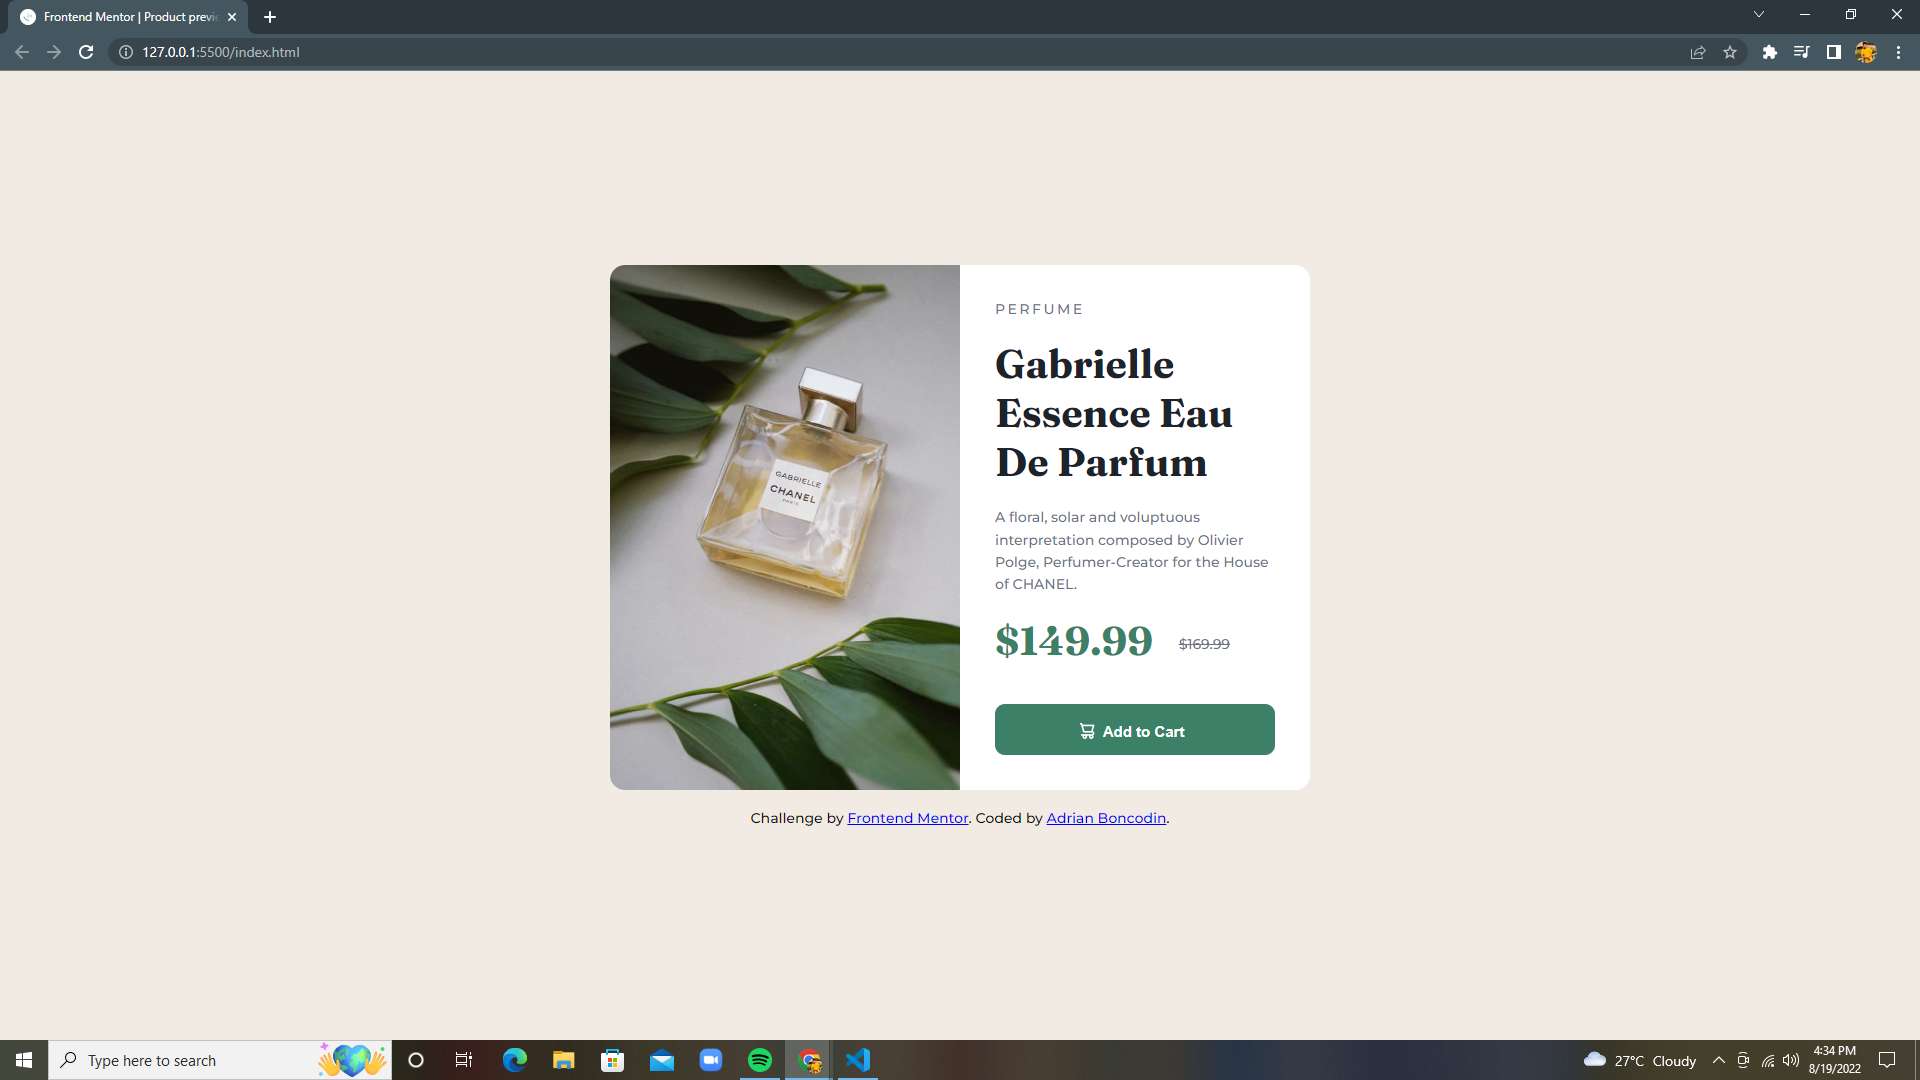 Frontend Mentor | Product previe
127.0.0.1:5500/index.html
GABRIELLE
CHANEL
PARIS
PERFUME
Gabrielle
Essence Eau
De Parfum
A floral, solar and voluptuous
interpretation composed by Olivier
Polge, Perfumer-Creator for the House
of CHANEL.
$149.99 $169.99
Add to Cart
Challenge by Frontend Mentor. Coded by Adrian Boncodin.
Type here to search
27°C Cloudy
4:34 PM
8/19/2022